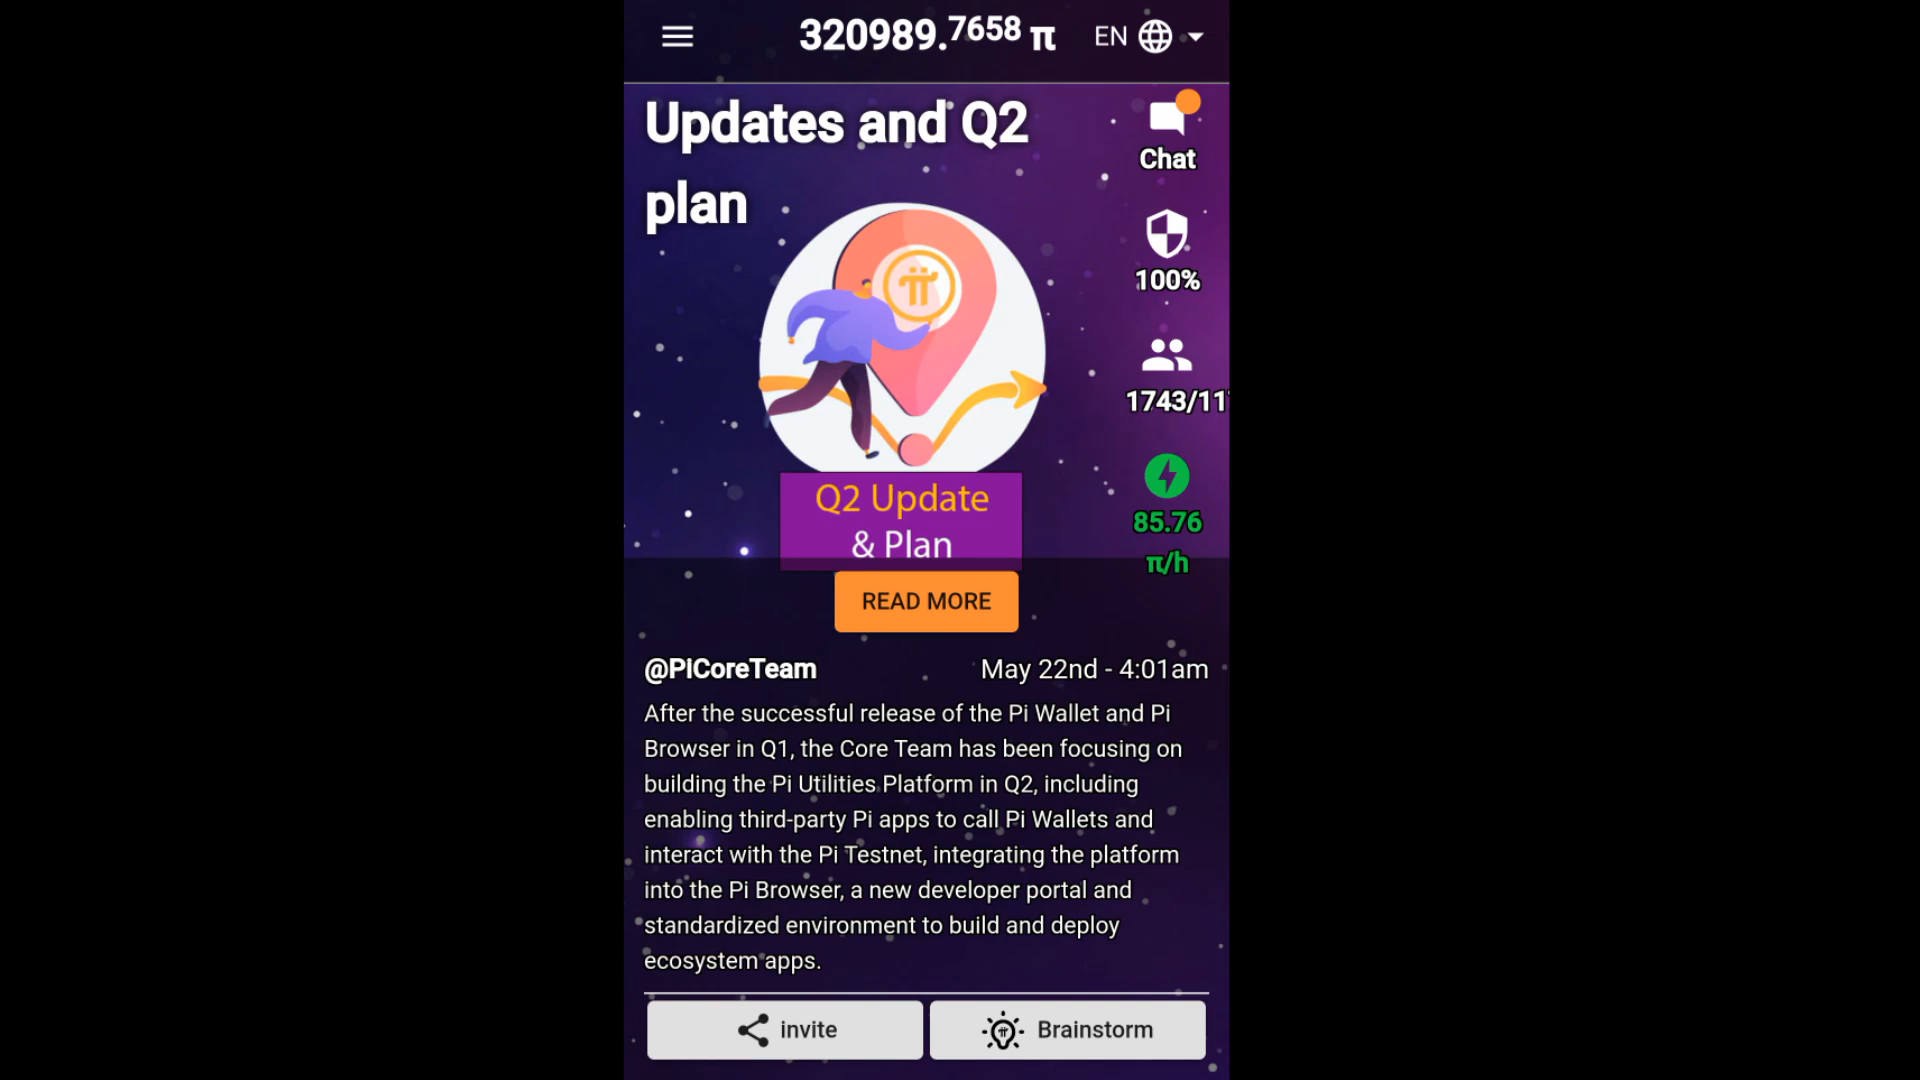 320989.7658 π EN
Updates and Q2
plan
Chat
100%
1743/11
85.76
π/h
Q2 Update
& Plan
READ MORE
@PiCoreTeam May 22nd - 4:01am
After the successful release of the Pi Wallet and Pi
Browser in Q1, the Core Team has been focusing on
building the Pi Utilities Platform in Q2, including
enabling third-party Pi apps to call Pi Wallets and
interact with the Pi Testnet, integrating the platform
into the Pi Browser, a new developer portal and
standardized environment to build and deploy
ecosystem apps.
invite Brainstorm